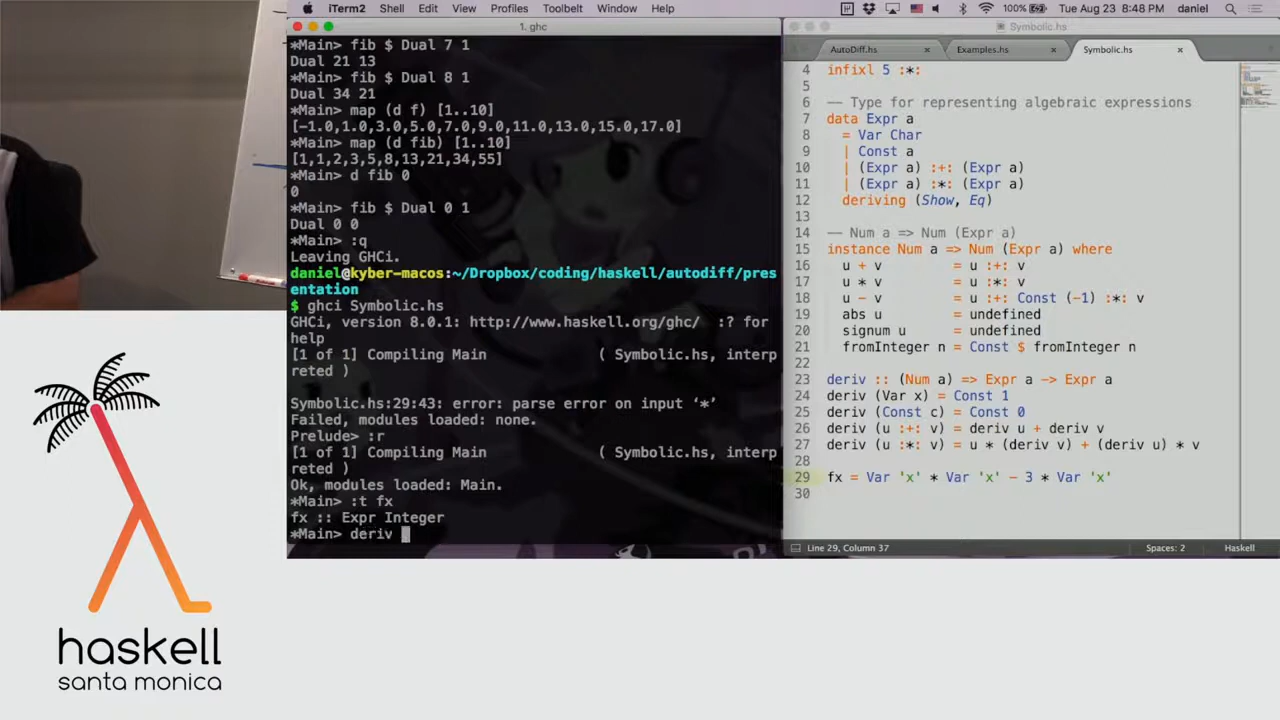 iTerm2 Shell Edit View Profiles Toolbelt Window Help
100% Tue Aug 23 8:48 PM daniel
1. ghc
*Main> fib $ Dual 7 1
Dual 21 13
*Main> fib $ Dual 8 1
Dual 34 21
*Main> map (d f) [1..10]
[-1.0,1.0,3.0,5.0,7.0,9.0,11.0,13.0,15.0,17.0]
*Main> map (d fib) [1..10]
[1,1,2,3,5,8,13,21,34,55]
*Main> d fib 0
0
*Main> fib $ Dual 0 1
Dual 0 0
*Main> :q
Leaving GHCi.
daniel@kyber-macos:~/Dropbox/coding/haskell/autodiff/pres
entation
$ ghci Symbolic.hs
GHCi, version 8.0.1: http://www.haskell.org/ghc/ :? for
help
[1 of 1] Compiling Main ( Symbolic.hs, interp
reted )
Symbolic.hs:29:43: error: parse error on input ‘*’
Failed, modules loaded: none.
Prelude> :r
[1 of 1] Compiling Main ( Symbolic.hs, interp
reted )
Ok, modules loaded: Main.
*Main> :t fx
fx :: Expr Integer
*Main> deriv
Symbolic.hs
AutoDiff.hs × Examples.hs × Symbolic.hs ×
4 infixl 5 :*:
5
6 -- Type for representing algebraic expressions
7 data Expr a
8 = Var Char
9 | Const a
10 | (Expr a) :+: (Expr a)
11 | (Expr a) :*: (Expr a)
12 deriving (Show, Eq)
13
14 -- Num a => Num (Expr a)
15 instance Num a => Num (Expr a) where
16 u + v = u :+: v
17 u * v = u :*: v
18 u - v = u :+: Const (-1) :*: v
19 abs u = undefined
20 signum u = undefined
21 fromInteger n = Const $ fromInteger n
22
23 deriv :: (Num a) => Expr a -> Expr a
24 deriv (Var x) = Const 1
25 deriv (Const c) = Const 0
26 deriv (u :+: v) = deriv u + deriv v
27 deriv (u :*: v) = u * (deriv v) + (deriv u) * v
28
29 fx = Var 'x' * Var 'x' - 3 * Var 'x'
30
Line 29, Column 37 Spaces: 2 Haskell
haskell
santa monica